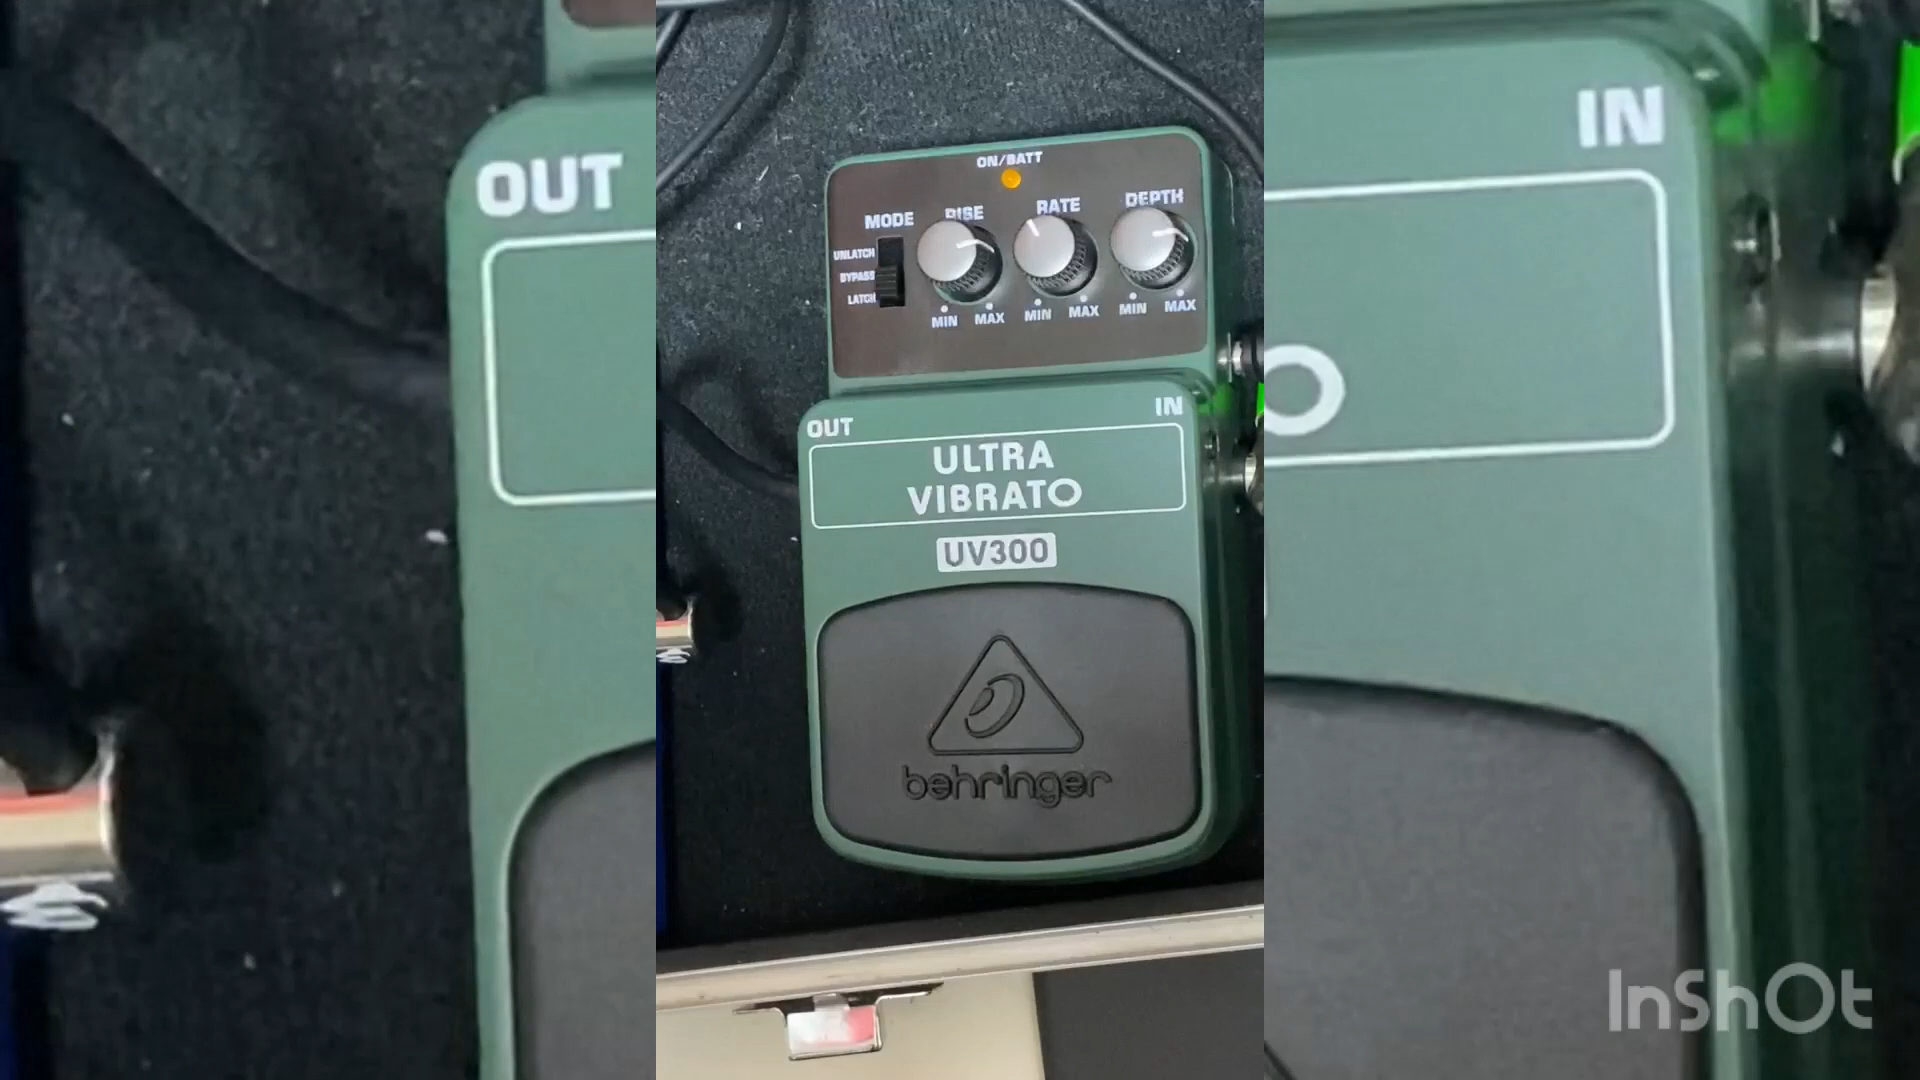 OUT
IN
O
ON/BATT
MODE
RISE
RATE
DEPTH
UNLATCH
BYPASS
LATCH
MIN
MAX
MIN
MAX
MIN
MAX
OUT
IN
ULTRA
VIBRATO
UV300
behringer
InShOt